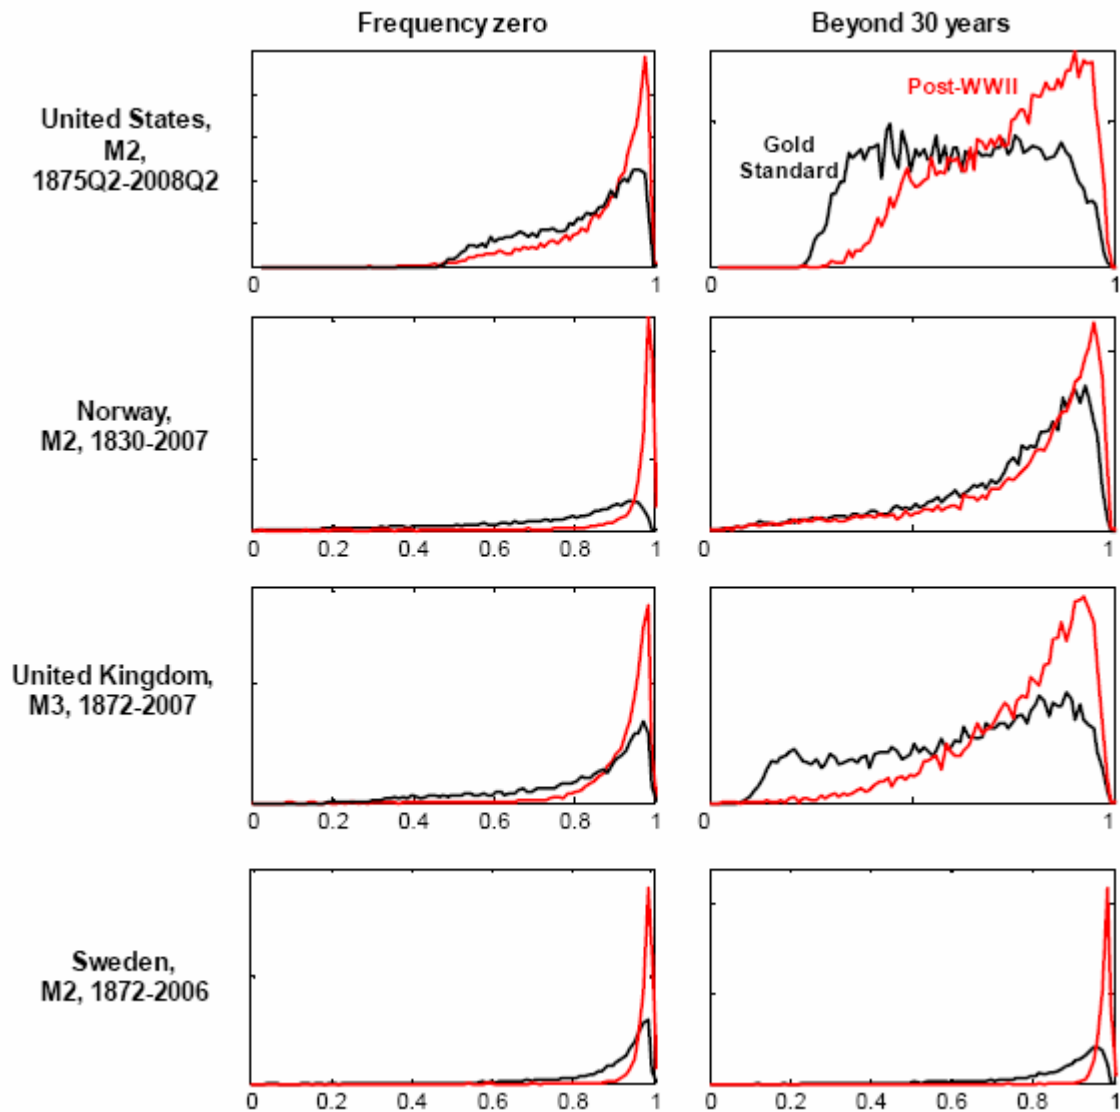 Frequency zero
Beyond 30 years
United States,
M2,
1875Q2-2008Q2
Post-WWII
Gold
Standard
0 1
0 1
Norway,
M2, 1830-2007
0 0.2 0.4 0.6 0.8 1
0 1
United Kingdom,
M3, 1872-2007
0 0.2 0.4 0.6 0.8 1
0 1
Sweden,
M2, 1872-2006
0 0.2 0.4 0.6 0.8 1
0 0.2 0.4 0.6 0.8 1